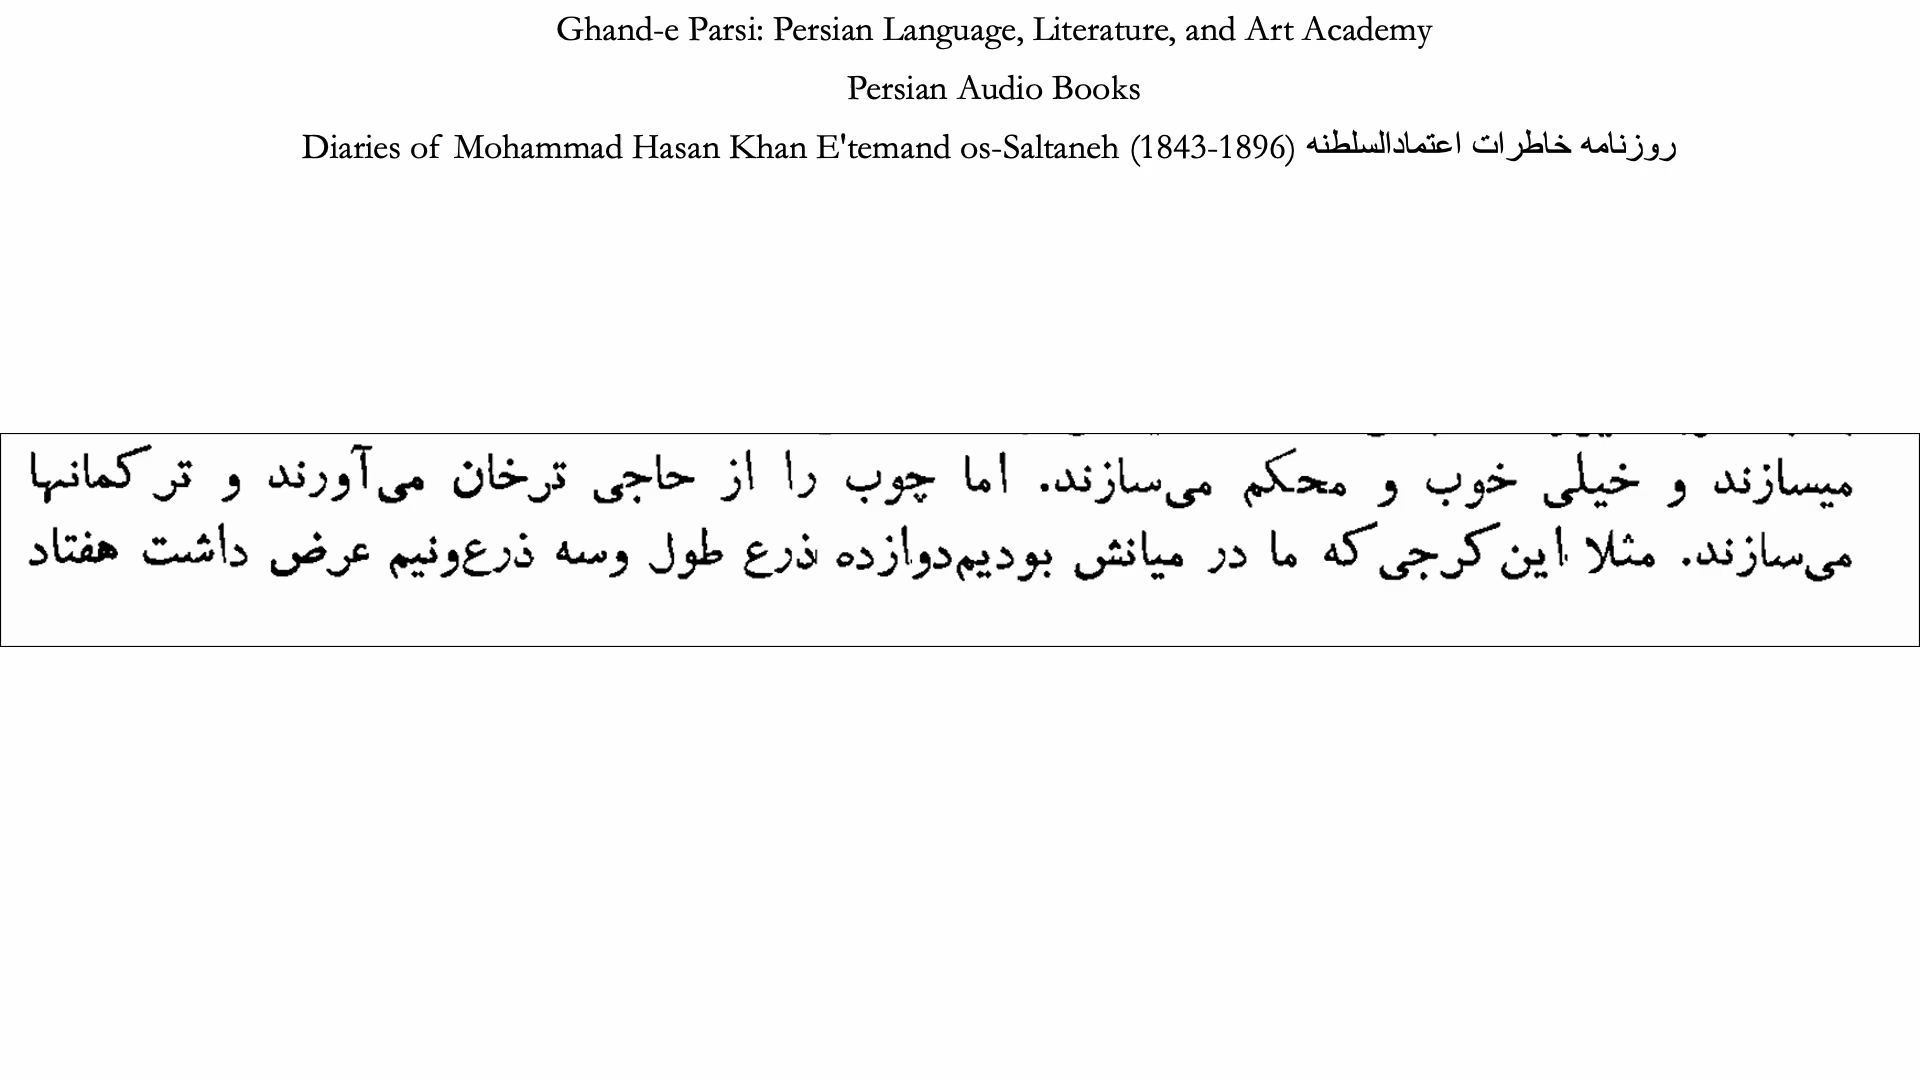 Ghand-e Parsi: Persian Language, Literature, and Art Academy
Persian Audio Books
Diaries of Mohammad Hasan Khan E'temand os-Saltaneh (1843-1896) روزنامه خاطرات اعتمادالسلطنه
میسازند و خیلی خوب و محکم می‌سازند. اما چوب را از حاجی ترخان می‌آورند و ترکمانها
می‌سازند. مثلا این کرجی که ما در میانش بودیم دوازده ذرع طول وسه ذرع‌ونیم عرض داشت هفتاد